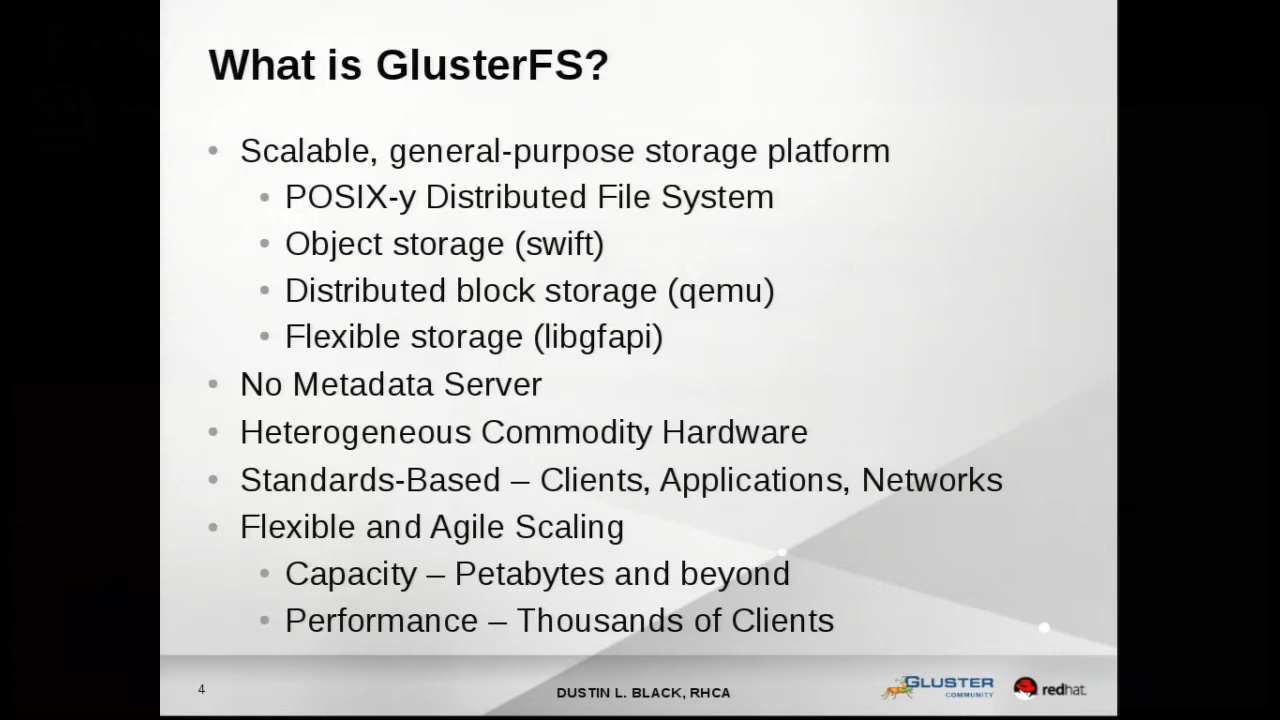 What is GlusterFS?
• Scalable, general-purpose storage platform
• POSIX-y Distributed File System
• Object storage (swift)
• Distributed block storage (qemu)
• Flexible storage (libgfapi)
• No Metadata Server
• Heterogeneous Commodity Hardware
• Standards-Based – Clients, Applications, Networks
• Flexible and Agile Scaling
• Capacity – Petabytes and beyond
• Performance – Thousands of Clients
4
DUSTIN L. BLACK, RHCA
GLUSTER
COMMUNITY
redhat.